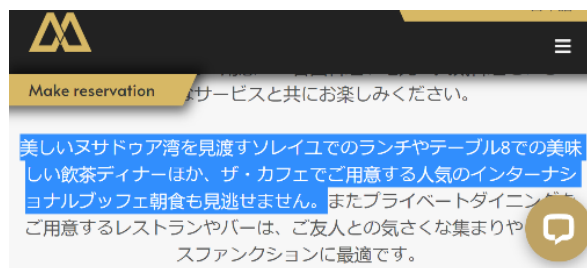 Make reservation
なサービスと共にお楽しみください。
美しいヌサドゥア湾を見渡すソレイユでのランチやテーブル8での美味
しい飲茶ディナーほか、ザ・カフェでご用意する人気のインターナシ
ョナルブッフェ朝食も見逃せません。またプライベートダイニングを
ご用意するレストランやバーは、ご友人との気さくな集まりや
スファンクションに最適です。